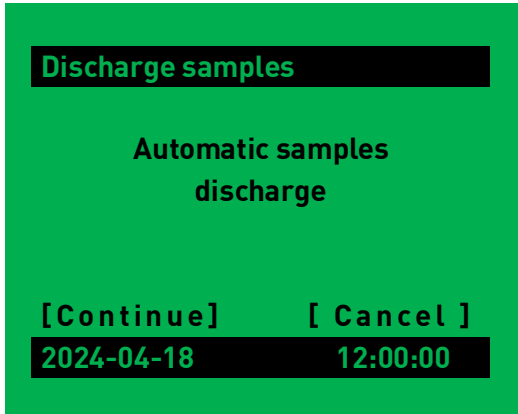 Discharge samples
Automatic samples
discharge
[Continue] [ Cancel ]
2024-04-18 12:00:00